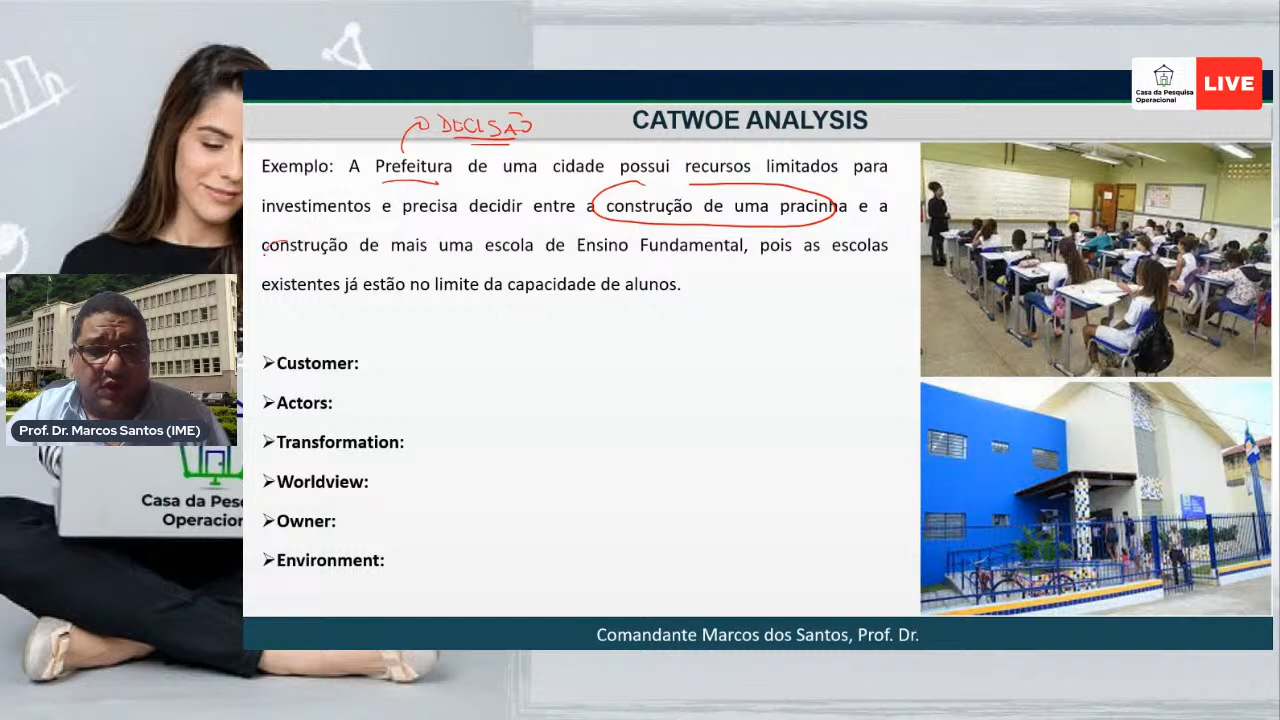 Casa da Pesquisa
Operacional
LIVE
CATWOE ANALYSIS
DECISÃO
Exemplo: A Prefeitura de uma cidade possui recursos limitados para
investimentos e precisa decidir entre a construção de uma pracinha e a
construção de mais uma escola de Ensino Fundamental, pois as escolas
existentes já estão no limite da capacidade de alunos.
➢Customer:
➢Actors:
➢Transformation:
➢Worldview:
➢Owner:
➢Environment:
Prof. Dr. Marcos Santos (IME)
Casa da Pesq
Operacion
Comandante Marcos dos Santos, Prof. Dr.